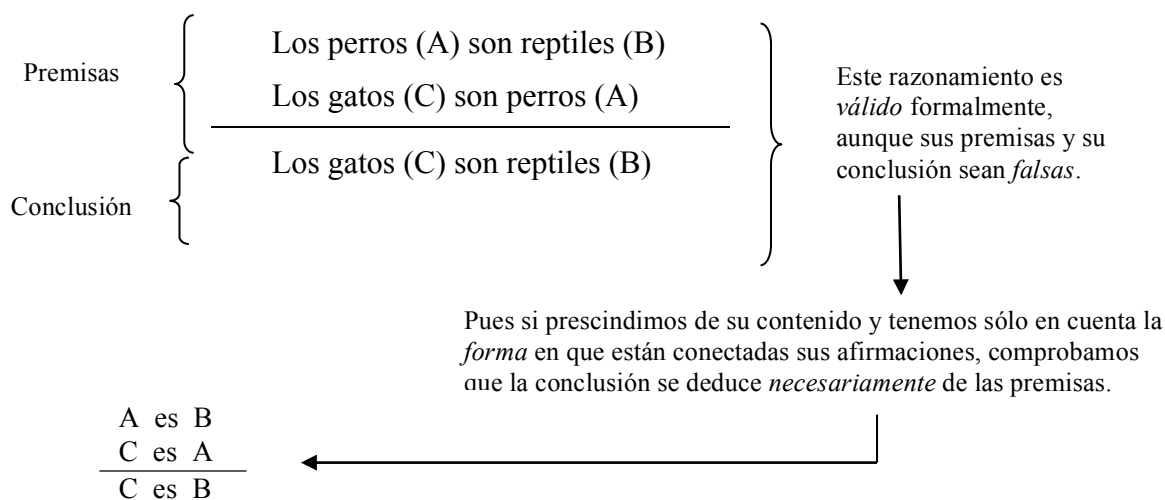 Premisas
Los perros (A) son reptiles (B)
Los gatos (C) son perros (A)
Los gatos (C) son reptiles (B)
Conclusión
Este razonamiento es
válido formalmente,
aunque sus premisas y su
conclusión sean falsas.
Pues si prescindimos de su contenido y tenemos sólo en cuenta la
forma en que están conectadas sus afirmaciones, comprobamos
que la conclusión se deduce necesariamente de las premisas.
A es B
C es A
C es B